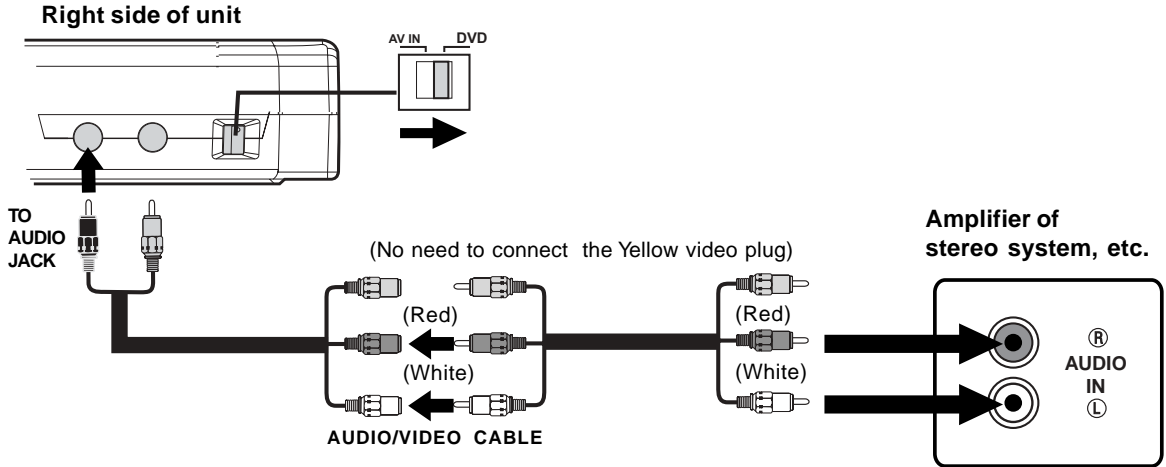 Right side of unit
AV IN DVD
TO
AUDIO
JACK
(No need to connect the Yellow video plug)
(Red)
(White)
AUDIO/VIDEO CABLE
(Red)
(White)
Amplifier of
stereo system, etc.
R
AUDIO
IN
L